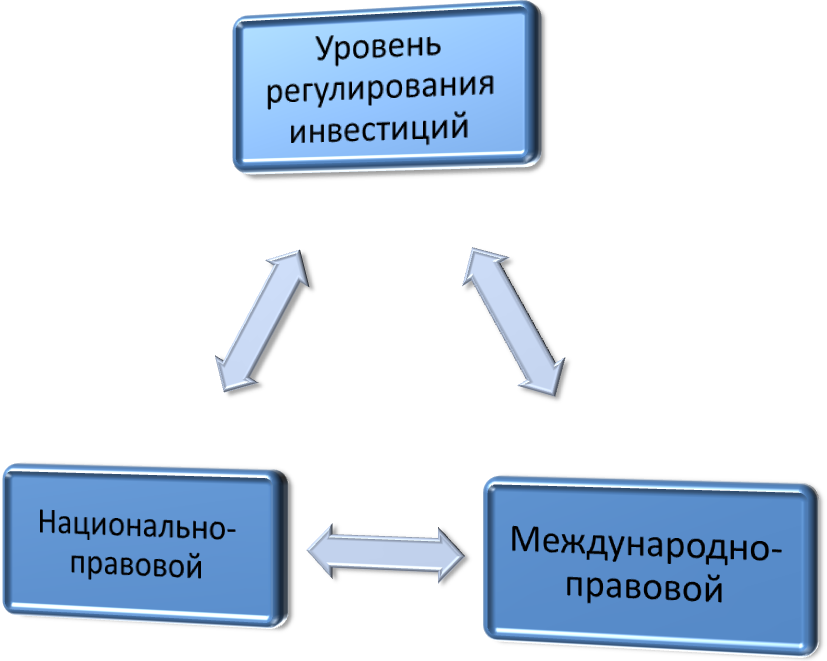 Уровень
регулирования
инвестиций
Национально-
правовой
Международно-
правовой